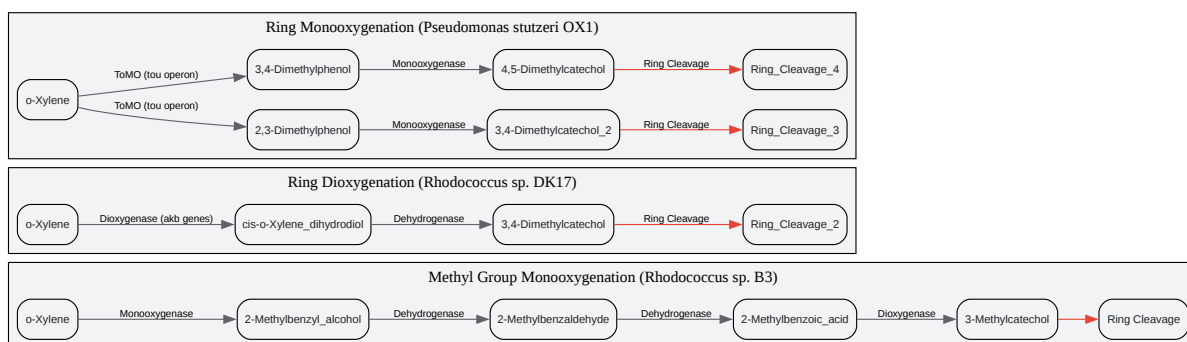 Ring Monooxygenation (Pseudomonas stutzeri OX1)
o-Xylene
ToMO (tou operon)
3,4-Dimethylphenol
Monooxygenase
4,5-Dimethylcatechol
Ring Cleavage
Ring_Cleavage_4
ToMO (tou operon)
2,3-Dimethylphenol
Monooxygenase
3,4-Dimethylcatechol_2
Ring Cleavage
Ring_Cleavage_3
Ring Dioxygenation (Rhodococcus sp. DK17)
o-Xylene
Dioxygenase (akb genes)
cis-o-Xylene_dihydrodiol
Dehydrogenase
3,4-Dimethylcatechol
Ring Cleavage
Ring_Cleavage_2
Methyl Group Monooxygenation (Rhodococcus sp. B3)
o-Xylene
Monooxygenase
2-Methylbenzyl_alcohol
Dehydrogenase
2-Methylbenzaldehyde
Dehydrogenase
2-Methylbenzoic_acid
Dioxygenase
3-Methylcatechol
Ring Cleavage